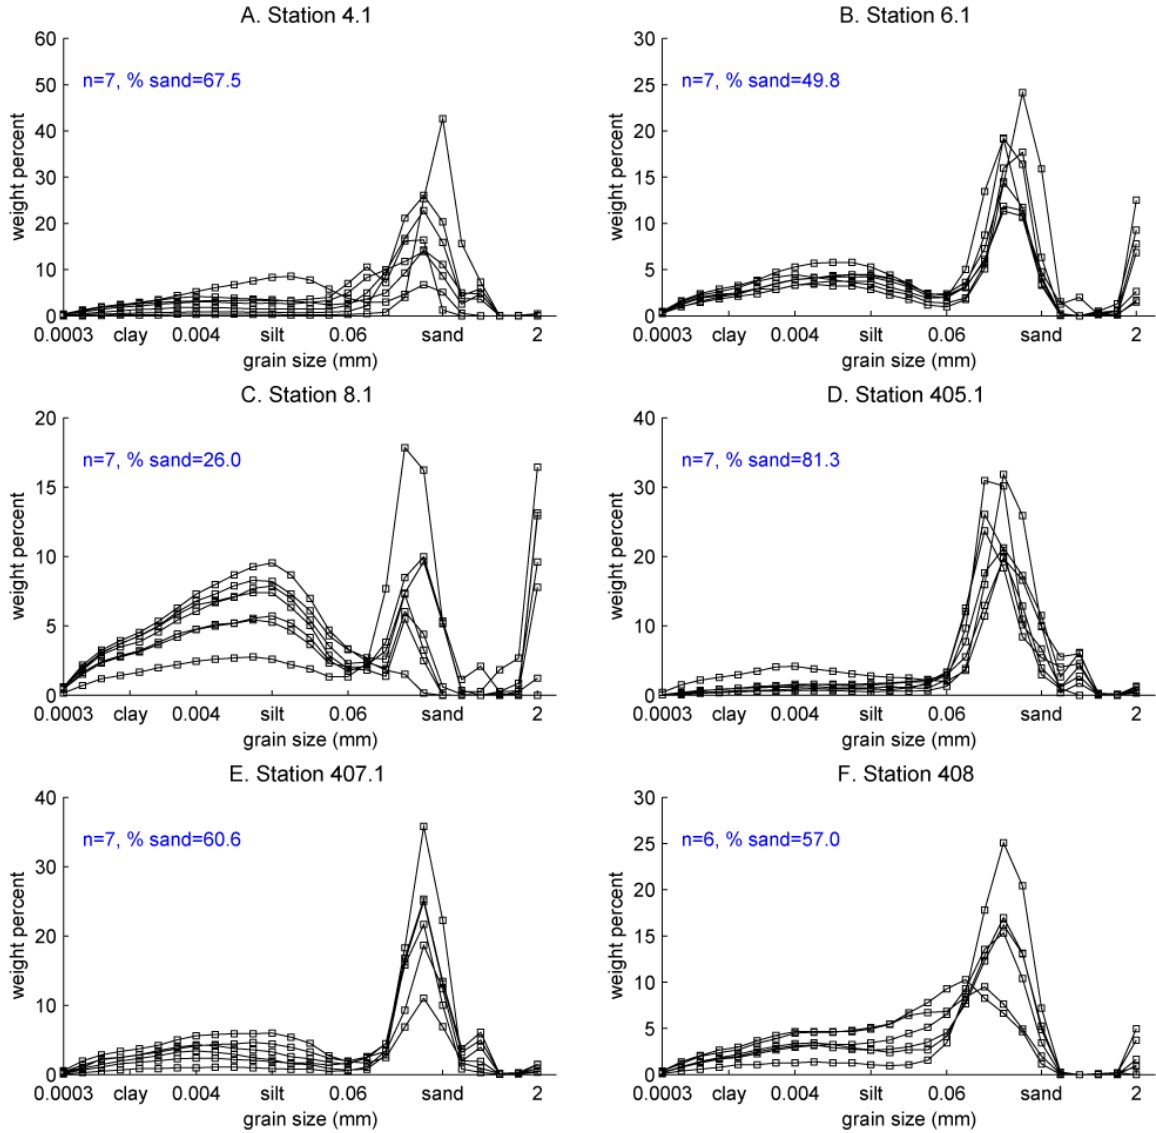 A. Station 4.1
60
50
40
30
20
10
0
weight percent
n=7, % sand=67.5
0.0003 clay 0.004 silt 0.06 sand 2
grain size (mm)
B. Station 6.1
30
25
20
15
10
5
0
weight percent
n=7, % sand=49.8
0.0003 clay 0.004 silt 0.06 sand 2
grain size (mm)
C. Station 8.1
20
15
10
5
0
weight percent
n=7, % sand=26.0
0.0003 clay 0.004 silt 0.06 sand 2
grain size (mm)
D. Station 405.1
40
30
20
10
0
weight percent
n=7, % sand=81.3
0.0003 clay 0.004 silt 0.06 sand 2
grain size (mm)
E. Station 407.1
40
30
20
10
0
weight percent
n=7, % sand=60.6
0.0003 clay 0.004 silt 0.06 sand 2
grain size (mm)
F. Station 408
30
25
20
15
10
5
0
weight percent
n=6, % sand=57.0
0.0003 clay 0.004 silt 0.06 sand 2
grain size (mm)